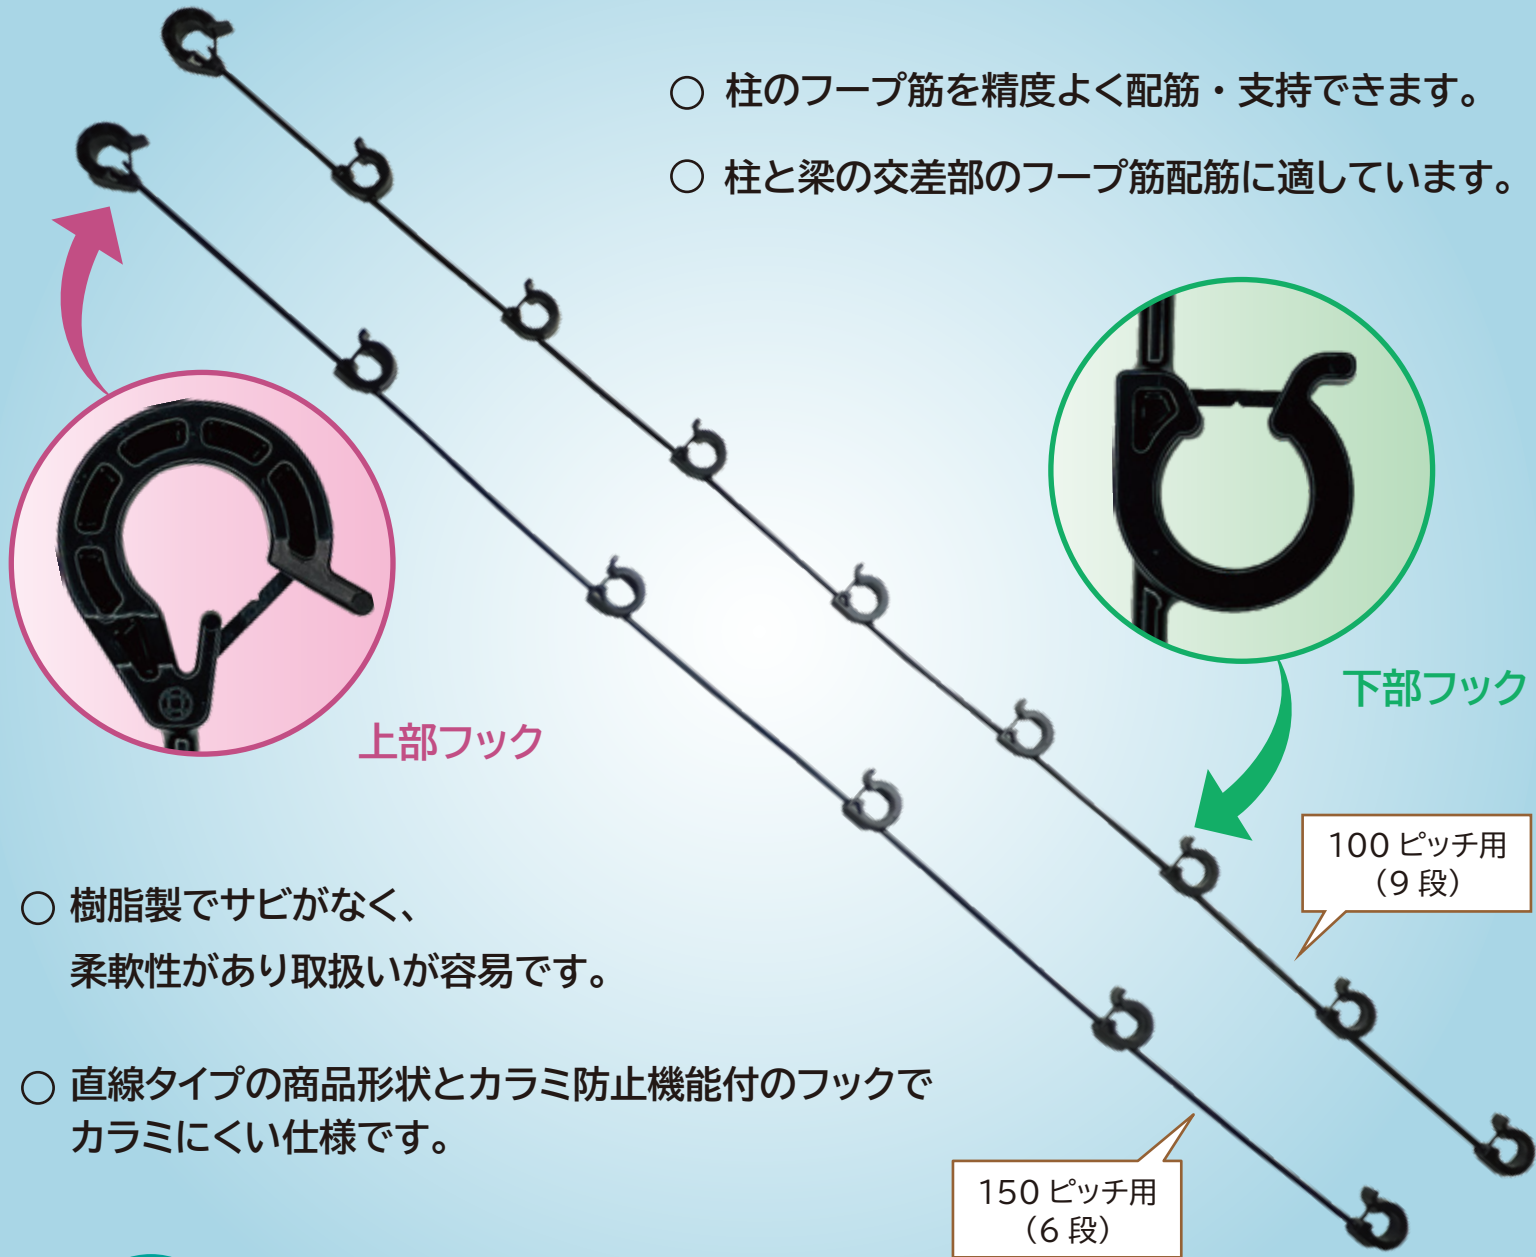 ○ 柱のフープ筋を精度よく配筋・支持できます。
○ 柱と梁の交差部のフープ筋配筋に適しています。
上部フック
下部フック
100 ピッチ用
（9 段）
○ 樹脂製でサビがなく、
柔軟性があり取扱いが容易です。
○ 直線タイプの商品形状とカラミ防止機能付のフックで
カラミにくい仕様です。
150 ピッチ用
（6 段）